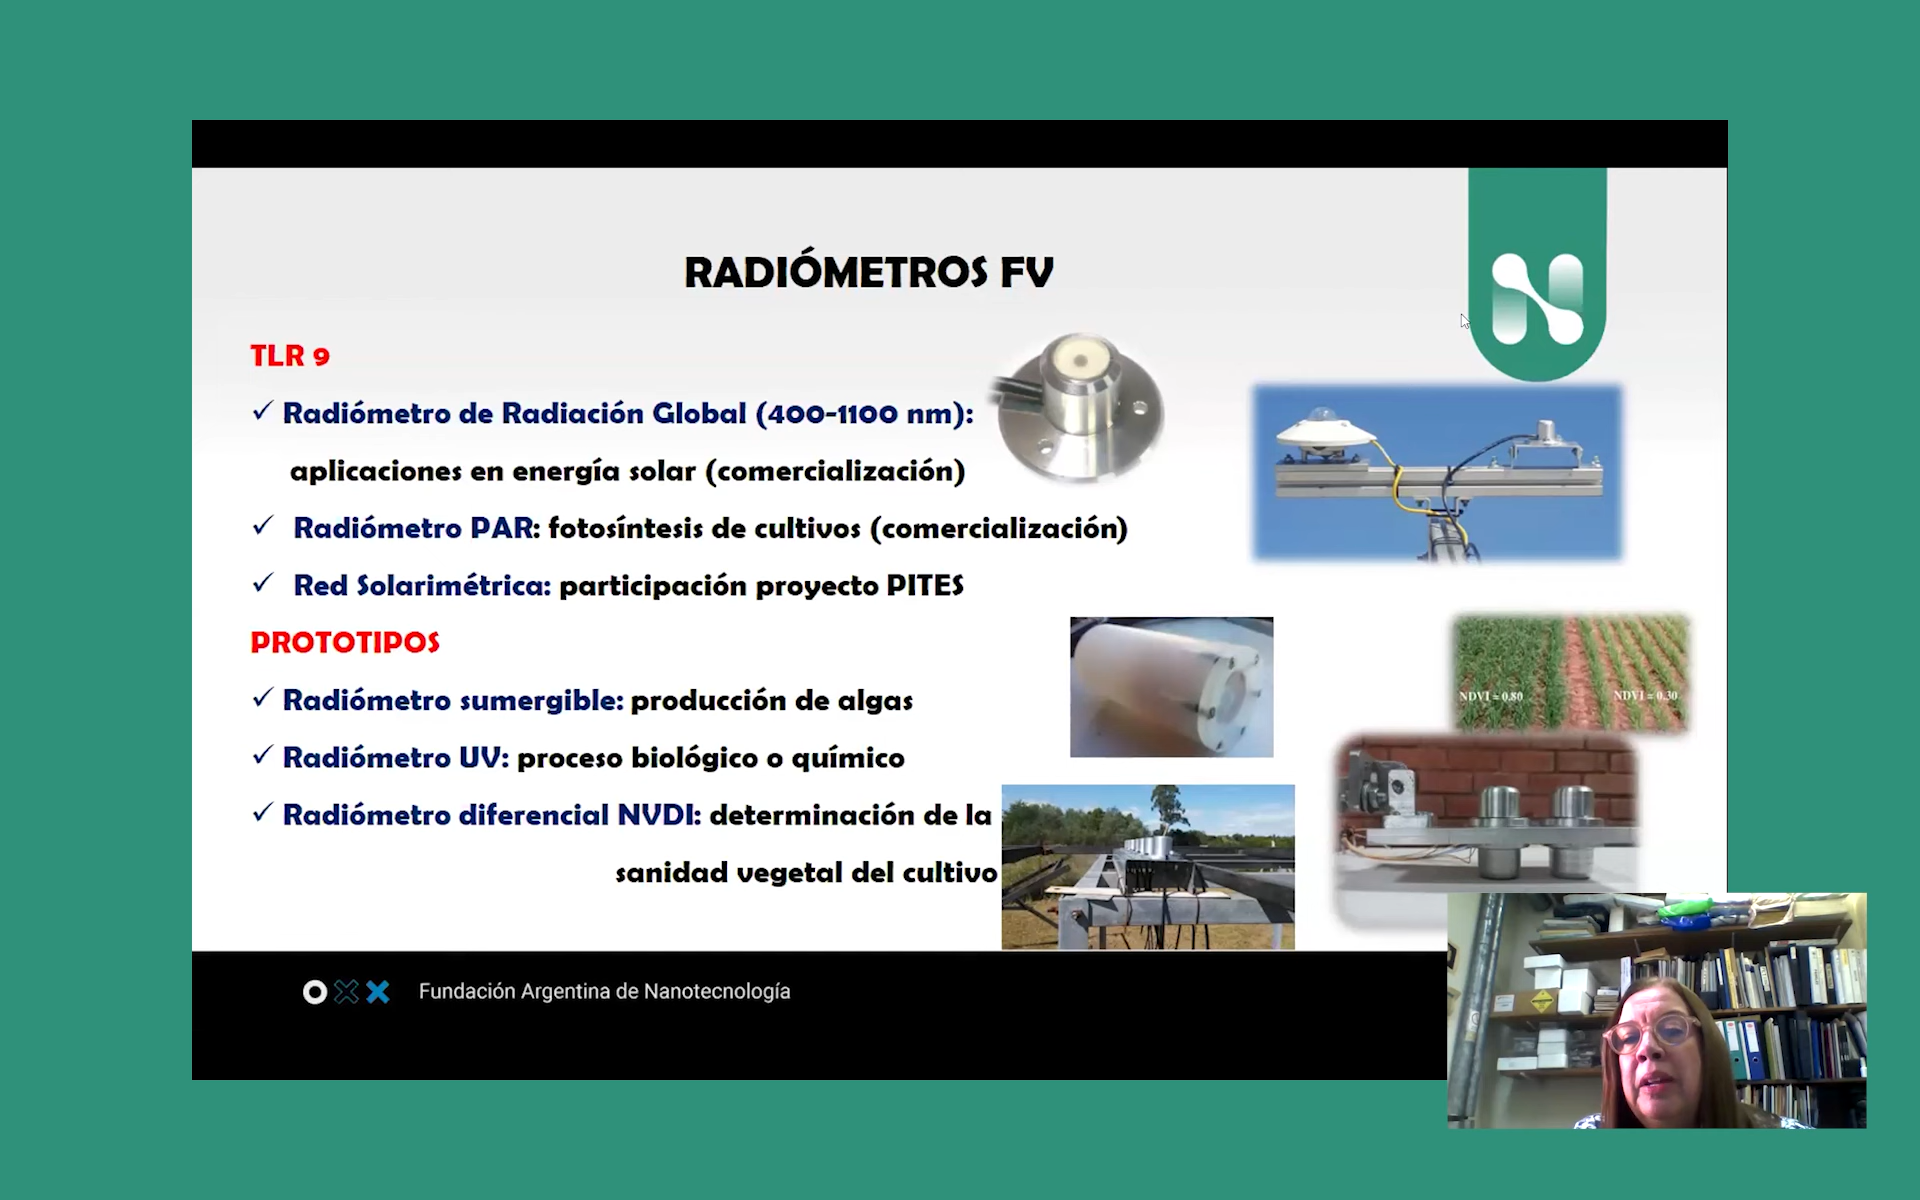 RADIÓMETROS FV
TLR 9
✓ Radiómetro de Radiación Global (400-1100 nm):
aplicaciones en energía solar (comercialización)
✓ Radiómetro PAR: fotosíntesis de cultivos (comercialización)
✓ Red Solarimétrica: participación proyecto PITES
PROTOTIPOS
✓ Radiómetro sumergible: producción de algas
✓ Radiómetro UV: proceso biológico o químico
✓ Radiómetro diferencial NVDI: determinación de la
sanidad vegetal del cultivo
NDVI = 0.80
NDVI = 0.30
Fundación Argentina de Nanotecnología